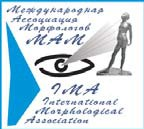 Международная
Ассоциация
Морфологов
МАМ
IMA
International
Morphological
Association